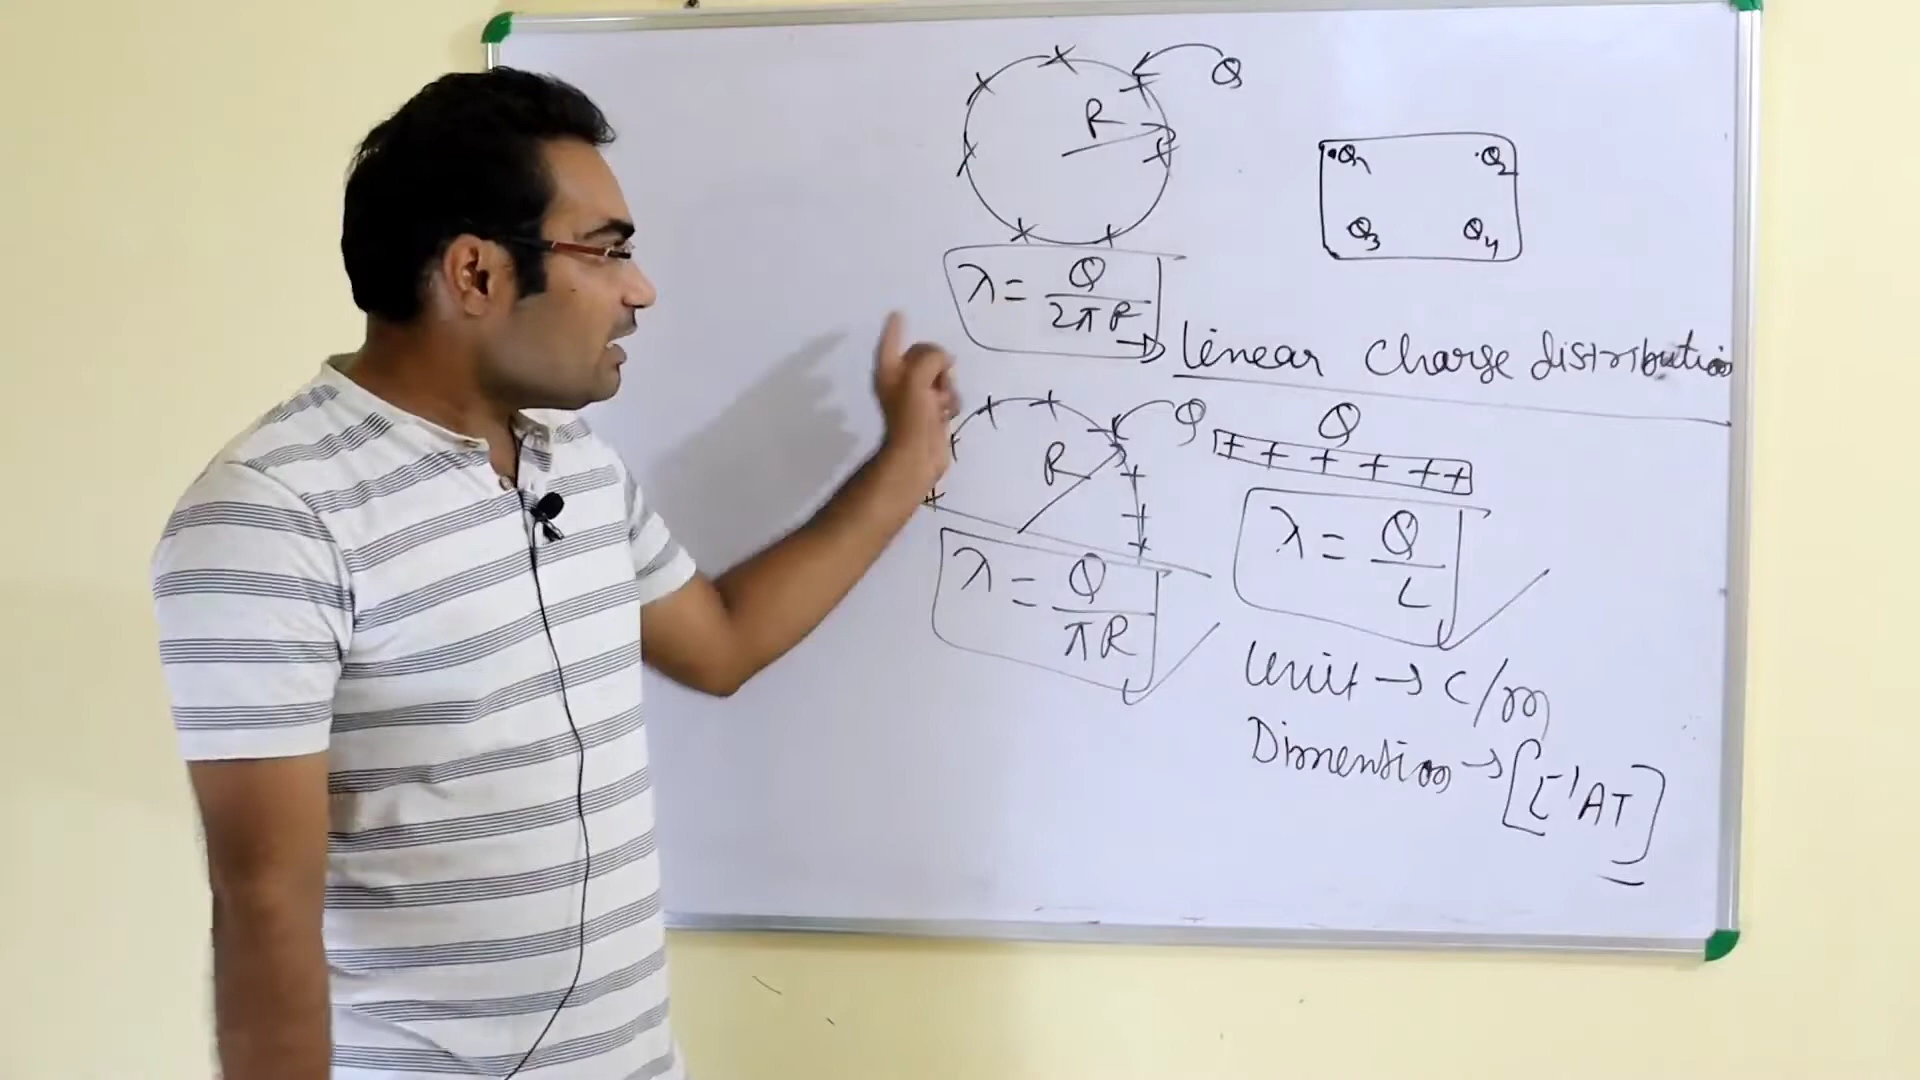 Q
R
Q1 Q2
Q3 Q4
λ = Q / 2πR
Linear charge distribution
Q
R
Q
+ + + + + +
λ = Q / πR
λ = Q / L
Unit → C/m
Dimension → [L⁻¹AT]